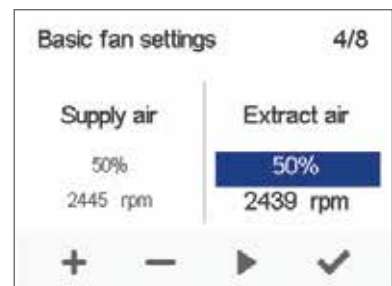 Basic fan settings 4/8
Supply air Extract air
50% 50%
2445 rpm 2439 rpm